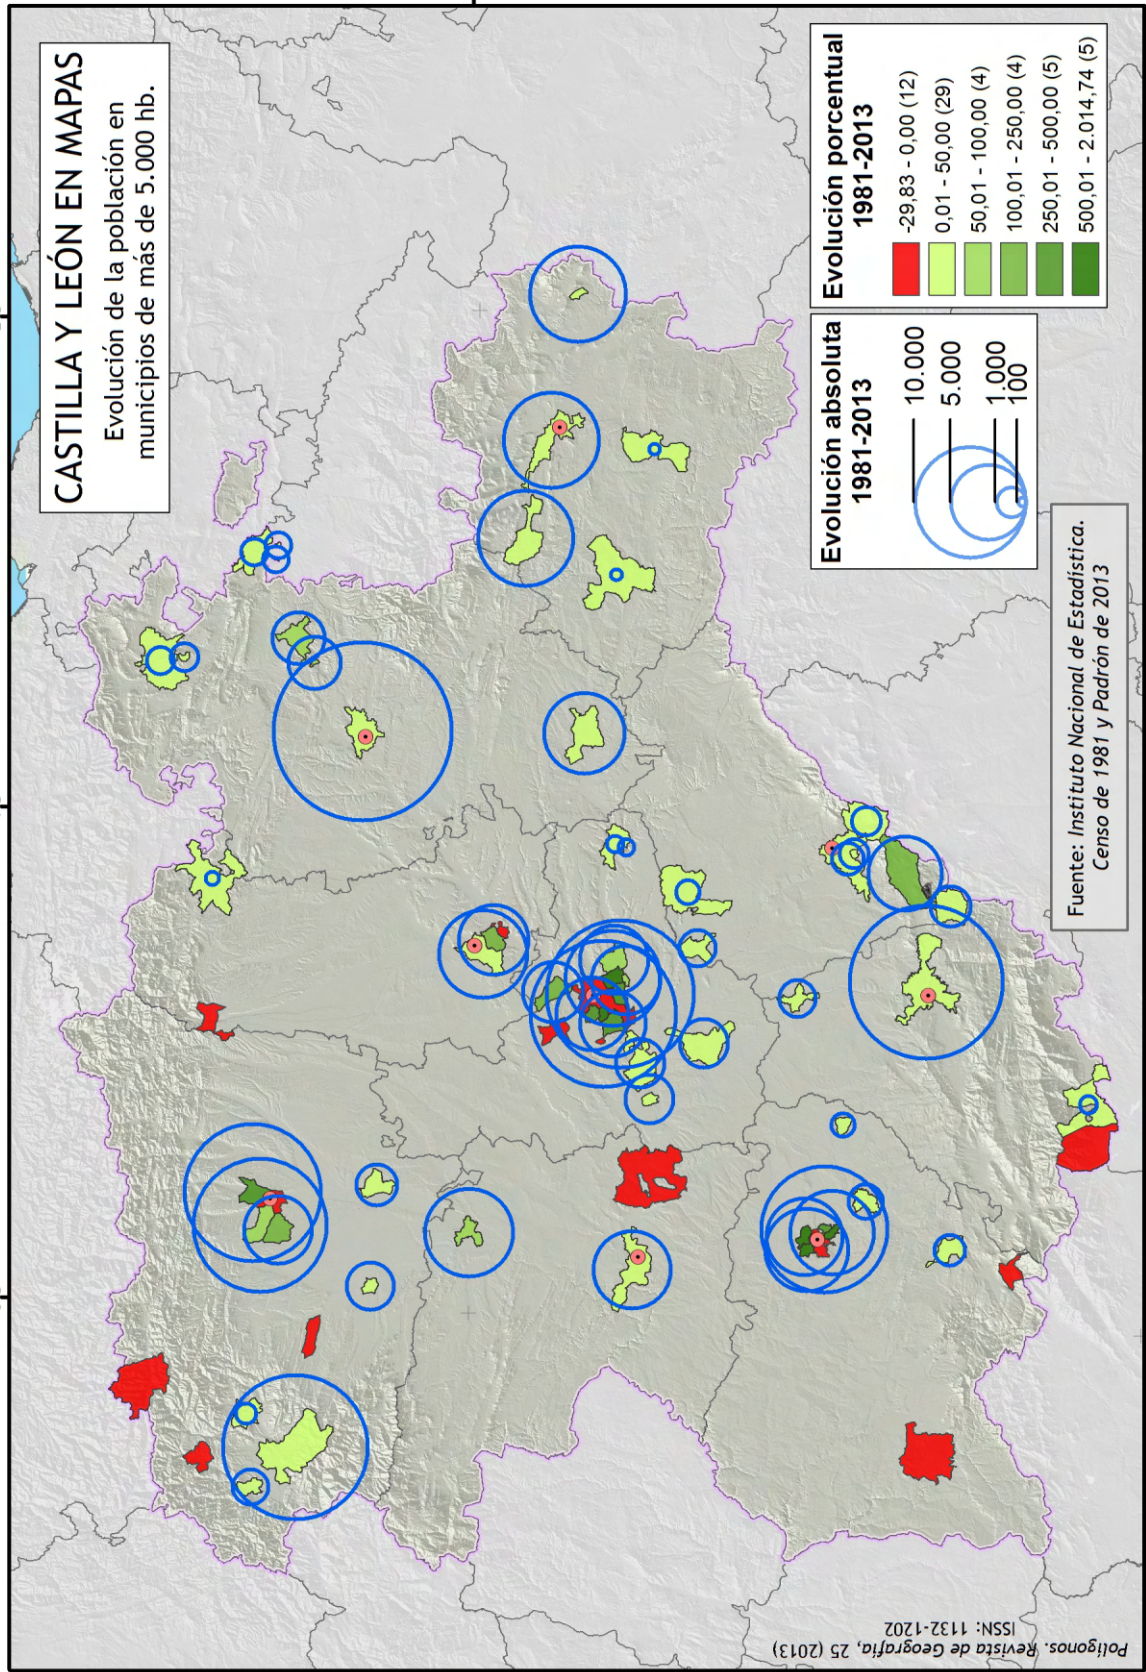 CASTILLA Y LEÓN EN MAPAS
Evolución de la población en
municipios de más de 5.000 hb.
Evolución porcentual
1981-2013
-29,83 - 0,00 (12)
0,01 - 50,00 (29)
50,01 - 100,00 (4)
100,01 - 250,00 (4)
250,01 - 500,00 (5)
500,01 - 2.014,74 (5)
Evolución absoluta
1981-2013
10.000
5.000
1.000
100
Fuente: Instituto Nacional de Estadística.
Censo de 1981 y Padrón de 2013
Polígonos. Revista de Geografía, 25 (2013)
ISSN: 1132-1202